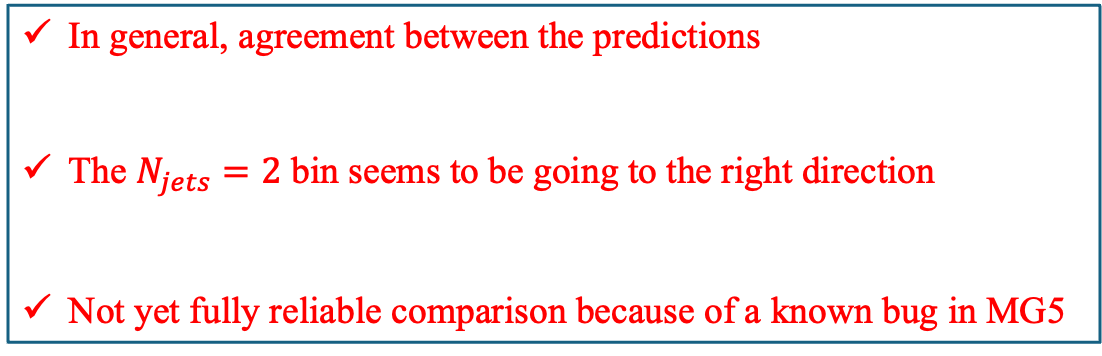 ✓ In general, agreement between the predictions
✓ The N_jets = 2 bin seems to be going to the right direction
✓ Not yet fully reliable comparison because of a known bug in MG5